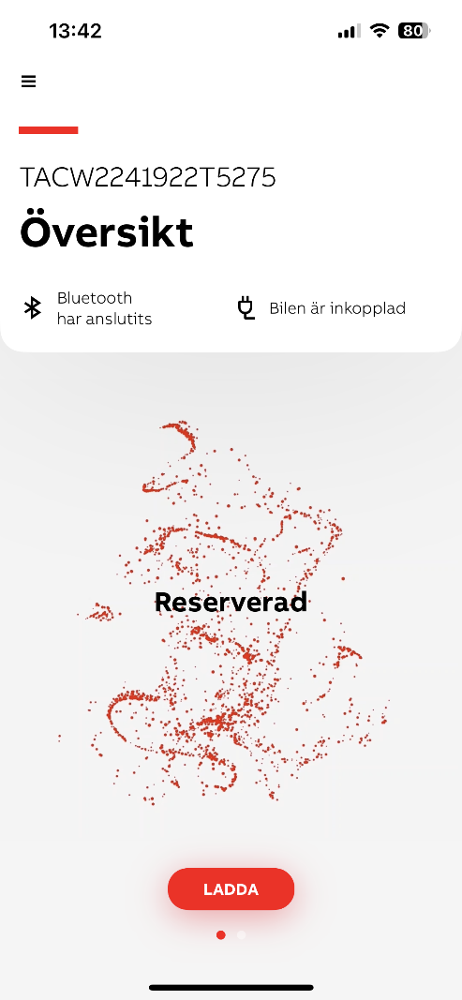 13:42
80
TACW2241922T5275
Översikt
Bluetooth
har anslutits
Bilen är inkopplad
Reserverad
LADDA